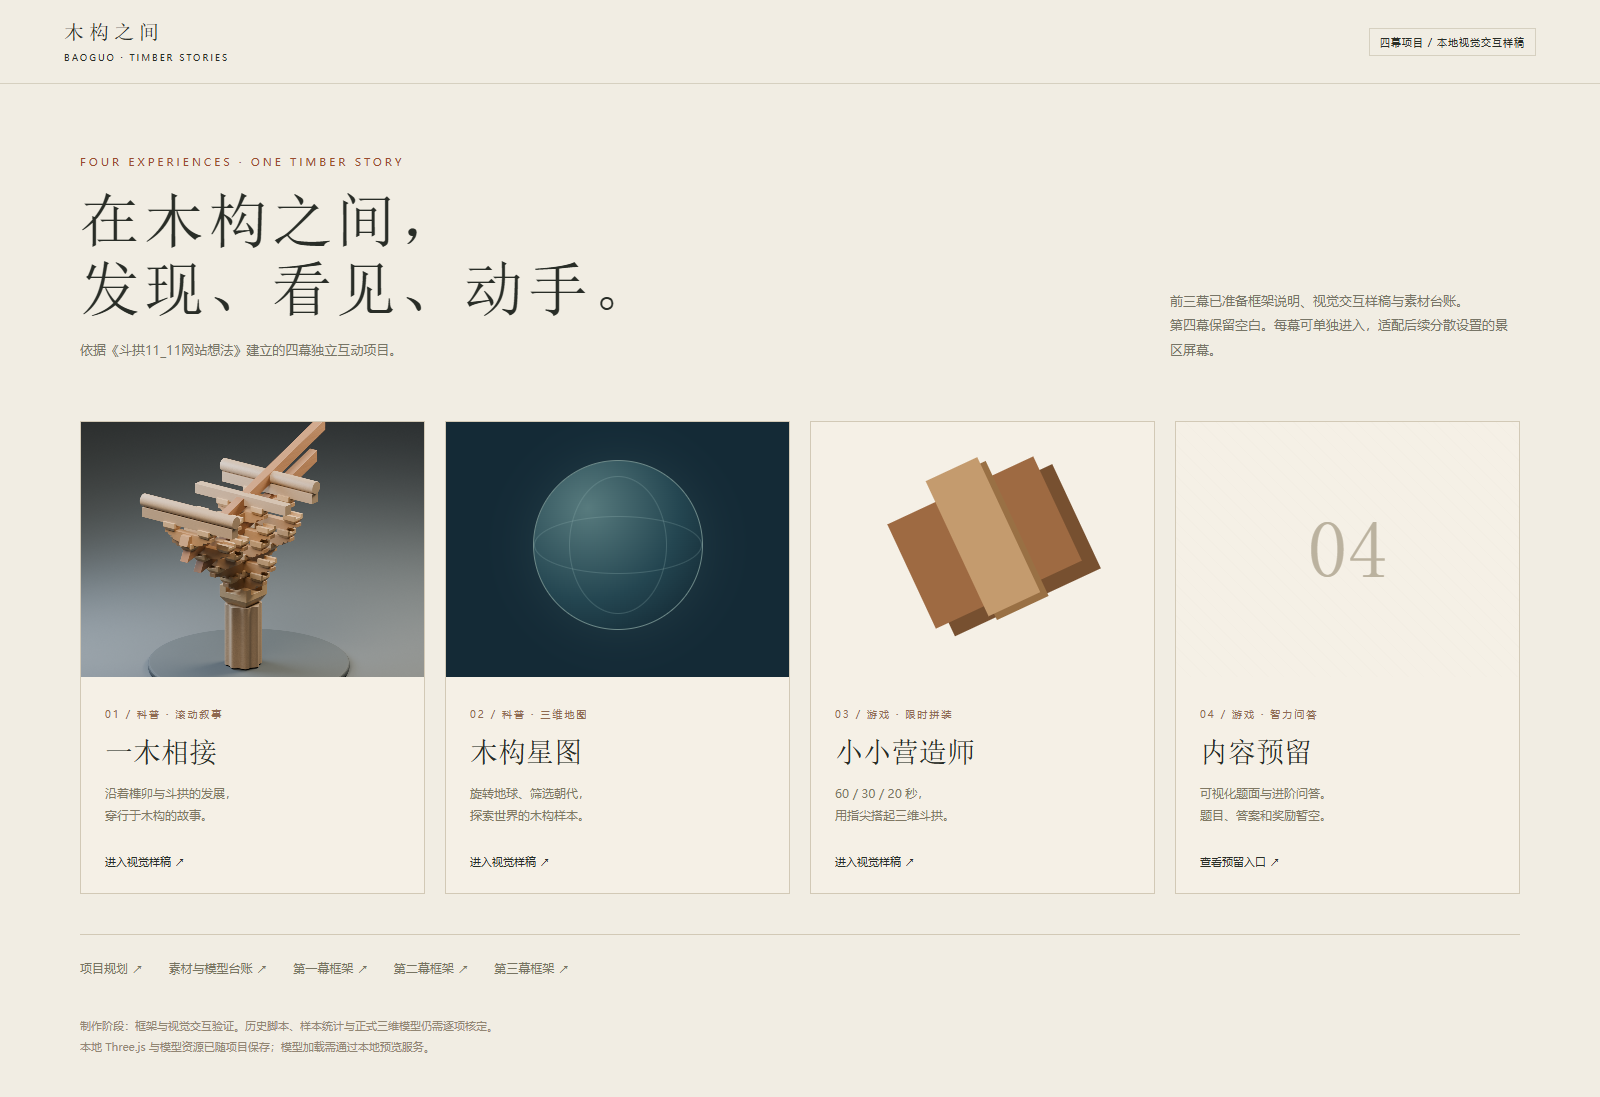 木构之间
BAOGUO · TIMBER STORIES
四幕项目 / 本地视觉交互样稿
FOUR EXPERIENCES · ONE TIMBER STORY
在木构之间，
发现、看见、动手。
依据《斗拱11_11网站想法》建立的四幕独立互动项目。
前三幕已准备框架说明、视觉交互样稿与素材台账。
第四幕保留空白。每幕可单独进入，适配后续分散设置的景
区屏幕。
01 / 科普 · 滚动叙事
一木相接
沿着榫卯与斗拱的发展，
穿行于木构的故事。
进入视觉样稿 ↗
02 / 科普 · 三维地图
木构星图
旋转地球、筛选朝代，
探索世界的木构样本。
进入视觉样稿 ↗
03 / 游戏 · 限时拼装
小小营造师
60 / 30 / 20 秒，
用指尖搭起三维斗拱。
进入视觉样稿 ↗
04
04 / 游戏 · 智力问答
内容预留
可视化题面与进阶问答。
题目、答案和奖励暂空。
查看预留入口 ↗
项目规划 ↗ 素材与模型台账 ↗ 第一幕框架 ↗ 第二幕框架 ↗ 第三幕框架 ↗
制作阶段：框架与视觉交互验证。历史脚本、样本统计与正式三维模型仍需逐项核定。
本地 Three.js 与模型资源已随项目保存；模型加载需通过本地预览服务。